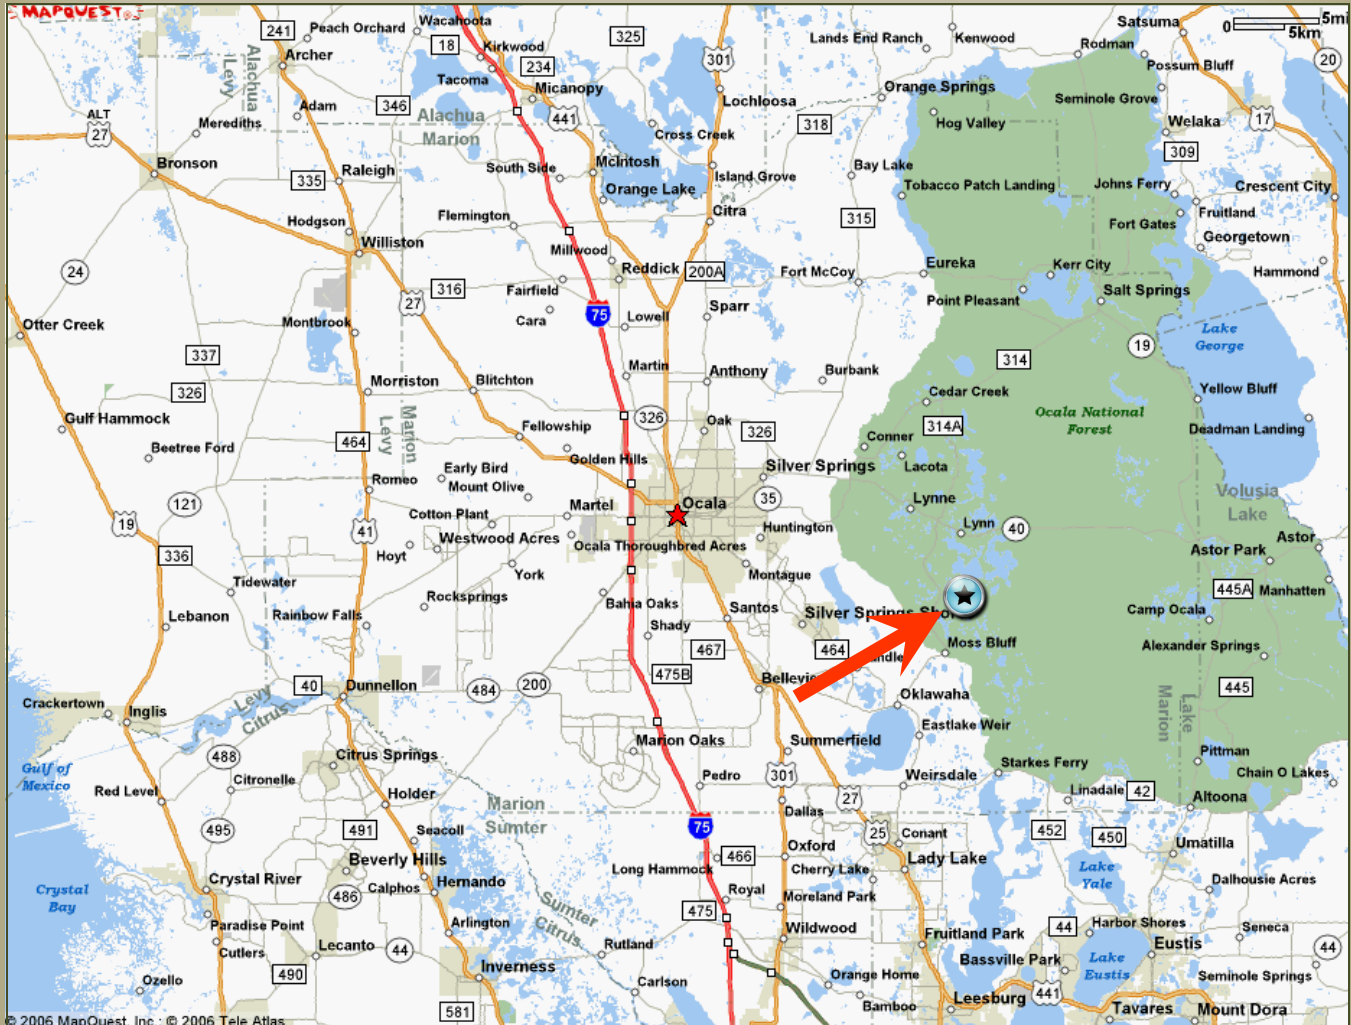 MAPQUEST
Wacahoota
241
Peach Orchard
18
Kirkwood
325
Lands End Ranch
Kenwood
Satsuma
0
5mi
5km
Archer
Alachua
Levy
234
Tacoma
301
Rodman
20
Possum Bluff
Micanopy
Adam
346
ALT
27
Merediths
Alachua
Marion
441
Lochloosa
Orange Springs
Seminole Grove
Hog Valley
318
Welaka
17
Cross Creek
309
Bronson
335
Raleigh
South Side
McIntosh
Island Grove
Bay Lake
Orange Lake
Tobacco Patch Landing
Johns Ferry
Crescent City
Fruitland
Hodgson
Flemington
Citra
315
Fort Gates
Georgetown
Williston
Millwood
24
316
27
Reddick
200A
Fort McCoy
Eureka
Kerr City
Hammond
Fairfield
Cara
Point Pleasant
Salt Springs
Sparr
75
Lowell
Otter Creek
Montbrook
Lake
George
337
19
314
Martin
Anthony
Burbank
326
Morriston
Blitchton
Cedar Creek
Yellow Bluff
Gulf Hammock
Marion
Levy
326
Oak
326
314A
Ocala National
Forest
Deadman Landing
Fellowship
Conner
464
Beetree Ford
Golden Hills
Silver Springs
Lacota
Early Bird
Mount Olive
Romeo
121
Martel
Ocala
35
Lynne
Volusia
Lake
19
41
Cotton Plant
Huntington
Lynn
40
Westwood Acres
Ocala Thoroughbred Acres
Astor
Astor Park
336
Hoyt
York
Montague
Tidewater
Rocksprings
Bahia Oaks
Santos
Silver Springs Sho
445A
Manhatten
Lebanon
Rainbow Falls
Shady
Camp Ocala
467
464
Moss Bluff
Alexander Springs
475B
ndle
40
Dunnellon
484
200
Bellevie
Oklawaha
445
Crackertown
Levy
Citrus
Marion
Lake
Inglis
Eastlake Weir
488
Citrus Springs
Marion Oaks
Summerfield
Pittman
Gulf of
Mexico
Starkes Ferry
Chain O Lakes
Citronelle
Pedro
301
Weirsdale
Red Level
Holder
27
Linadale
42
Altoona
Marion
Sumter
Dallas
495
491
Seacoll
75
25
Conant
452
450
Umatilla
Beverly Hills
466
Oxford
Lady Lake
Long Hammock
Cherry Lake
Lake
Yale
Crystal River
Calphos
Hernando
Dalhousie Acres
Crystal
Bay
486
Royal
Moreland Park
Sumter
Citrus
475
Paradise Point
Arlington
Wildwood
Fruitland Park
44
Harbor Shores
Seneca
Cutlers
Lecanto
44
Rutland
Eustis
44
Bassville Park
Lake
Eustis
490
Inverness
Orange Home
Seminole Springs
Ozello
Carlson
Leesburg
441
581
Bamboo
Tavares
Mount Dora
© 2006 MapQuest, Inc.; © 2006 Tele Atlas